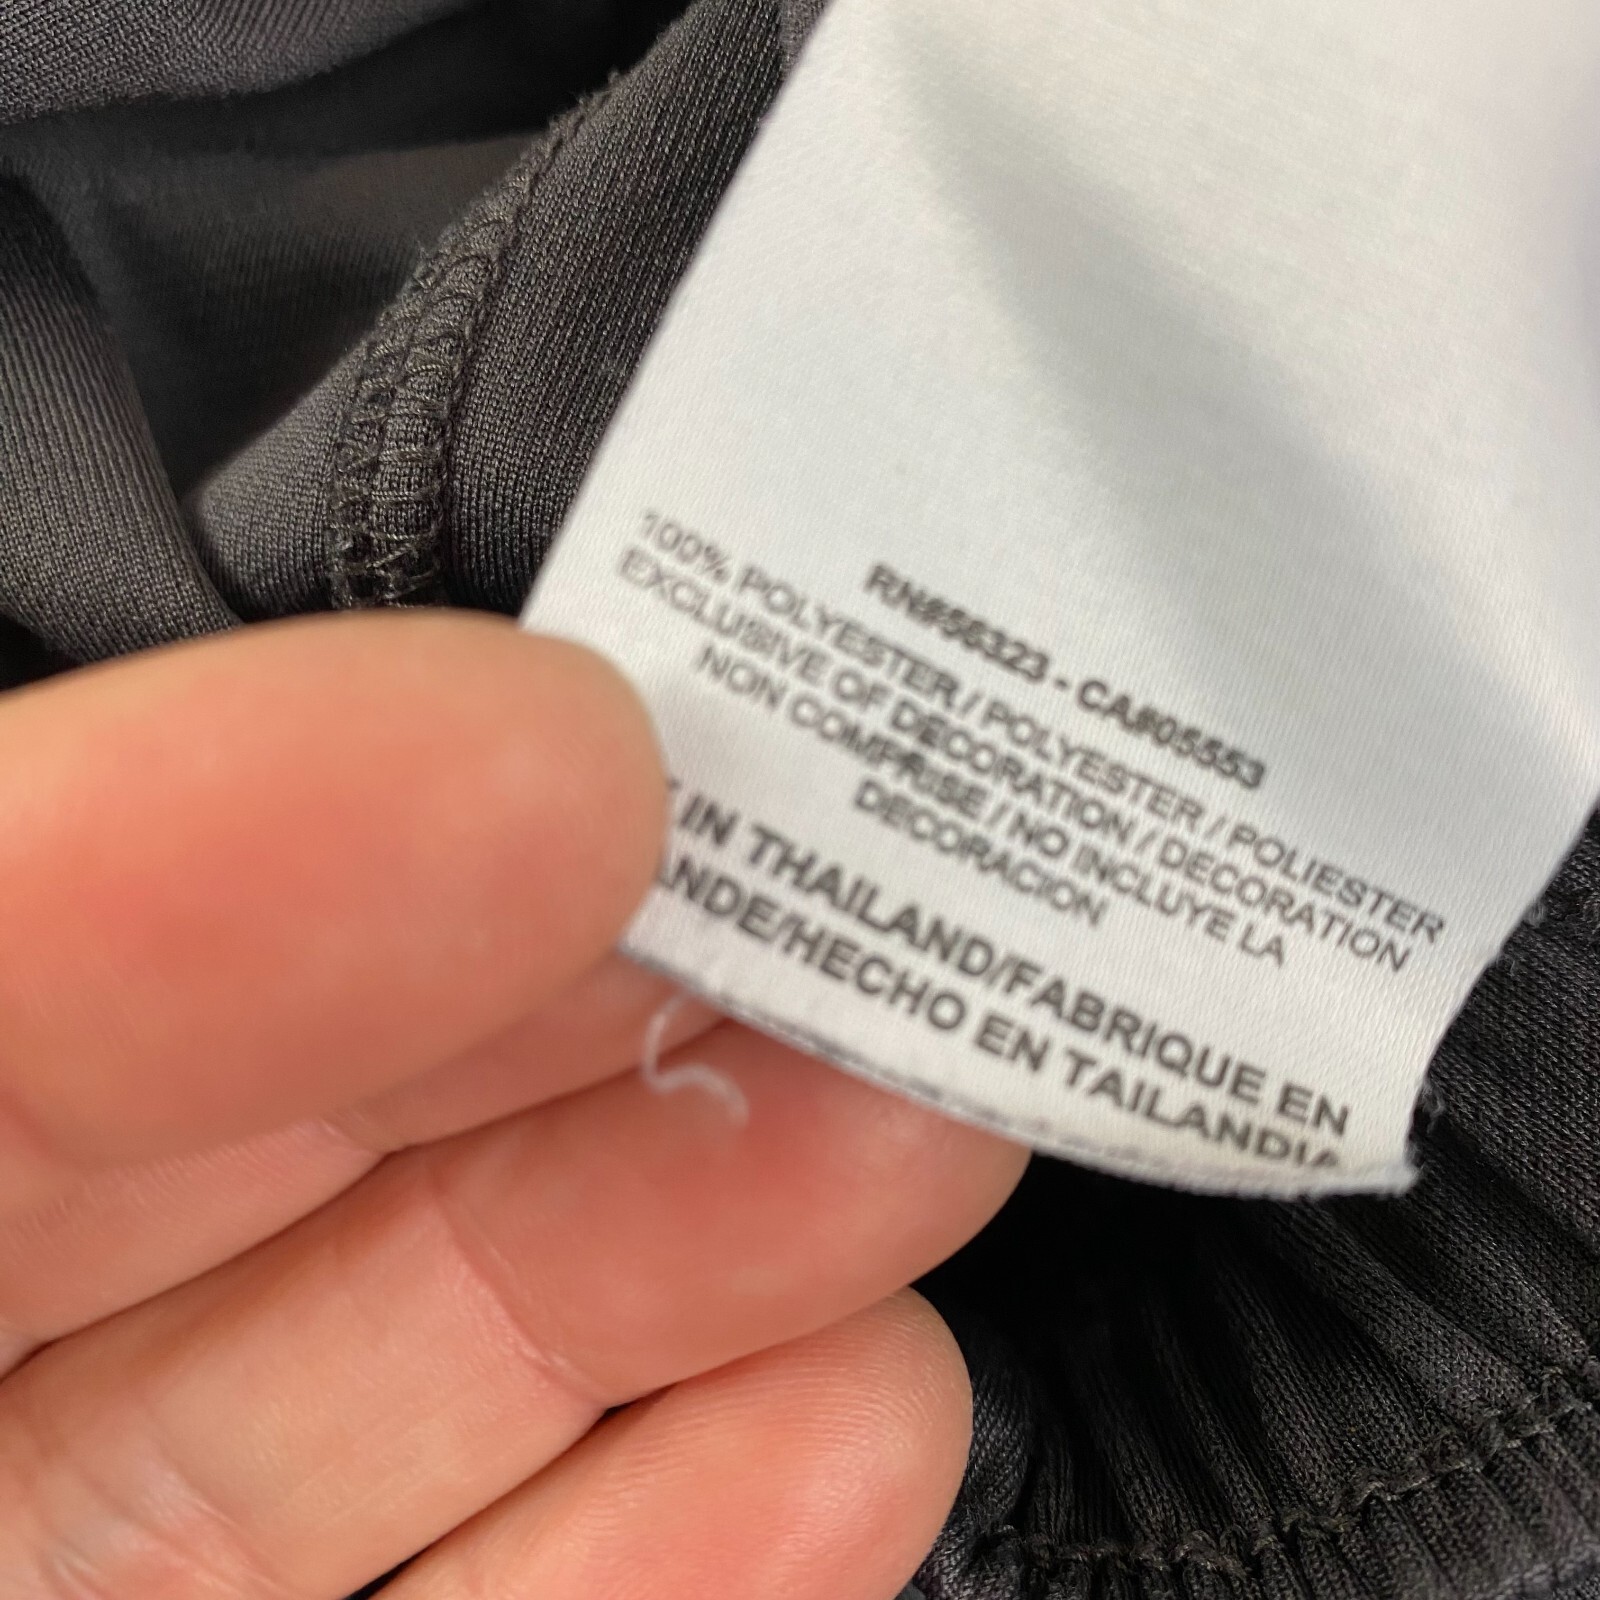 RN#56323 - CA#05553
100% POLYESTER / POLYESTER / POLIESTER
EXCLUSIVE OF DECORATION / DECORATION
NON COMPRISE / NO INCLUYE LA
DECORACION
IN THAILAND/FABRIQUE EN
ANDE/HECHO EN TAILANDIA